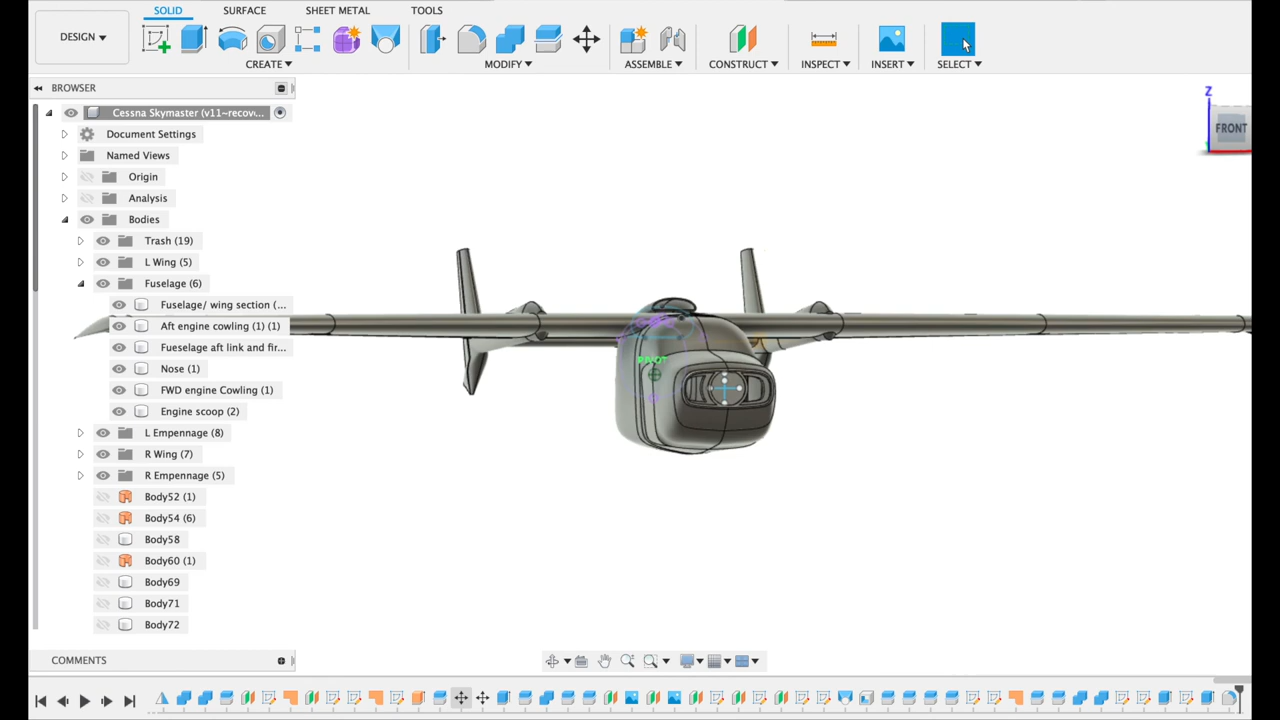 SOLID SURFACE SHEET METAL TOOLS
DESIGN
CREATE MODIFY ASSEMBLE CONSTRUCT INSPECT INSERT SELECT
BROWSER
Cessna Skymaster (v11~recov...
Document Settings
Named Views
Origin
Analysis
Bodies
Trash (19)
L Wing (5)
Fuselage (6)
Fuselage/ wing section (...
Aft engine cowling (1) (1)
Fueselage aft link and fir...
Nose (1)
FWD engine Cowling (1)
Engine scoop (2)
L Empennage (8)
R Wing (7)
R Empennage (5)
Body52 (1)
Body54 (6)
Body58
Body60 (1)
Body69
Body71
Body72
COMMENTS
Z
FRONT
PIVOT